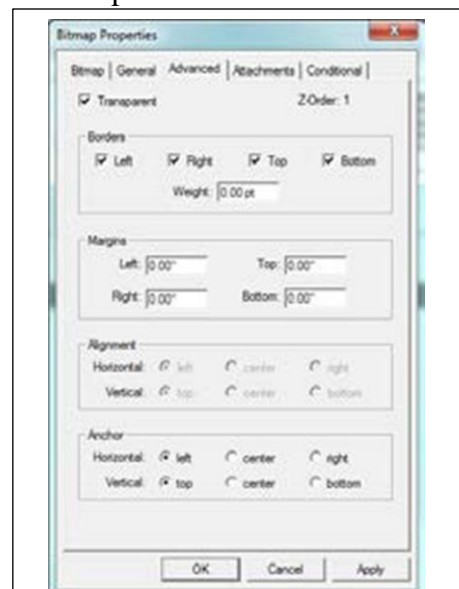 Bitmap Properties
Bitmap General Advanced Attachments Conditional
Transparent Z-Order: 1
Borders
Left Right Top Bottom
Weight: 0.00 pt
Margins
Left: 0.00" Top: 0.00"
Right: 0.00" Bottom: 0.00"
Alignment
Horizontal: left center right
Vertical: top center bottom
Anchor
Horizontal: left center right
Vertical: top center bottom
OK Cancel Apply